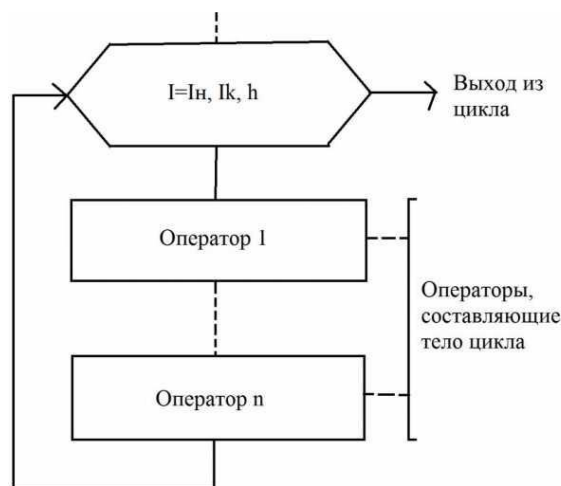 I=Iн, Ik, h
Выход из
цикла
Оператор 1
Операторы,
составляющие
тело цикла
Оператор n